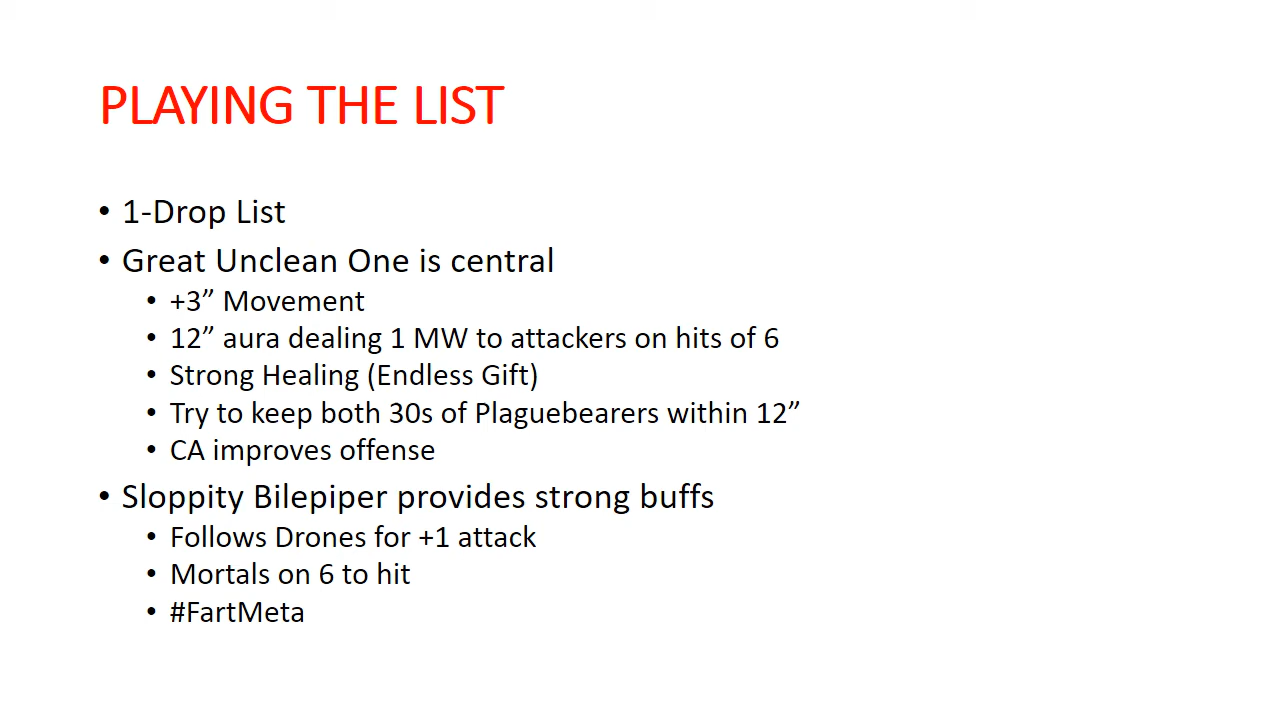 PLAYING THE LIST
• 1-Drop List
• Great Unclean One is central
• +3” Movement
• 12” aura dealing 1 MW to attackers on hits of 6
• Strong Healing (Endless Gift)
• Try to keep both 30s of Plaguebearers within 12”
• CA improves offense
• Sloppity Bilepiper provides strong buffs
• Follows Drones for +1 attack
• Mortals on 6 to hit
• #FartMeta